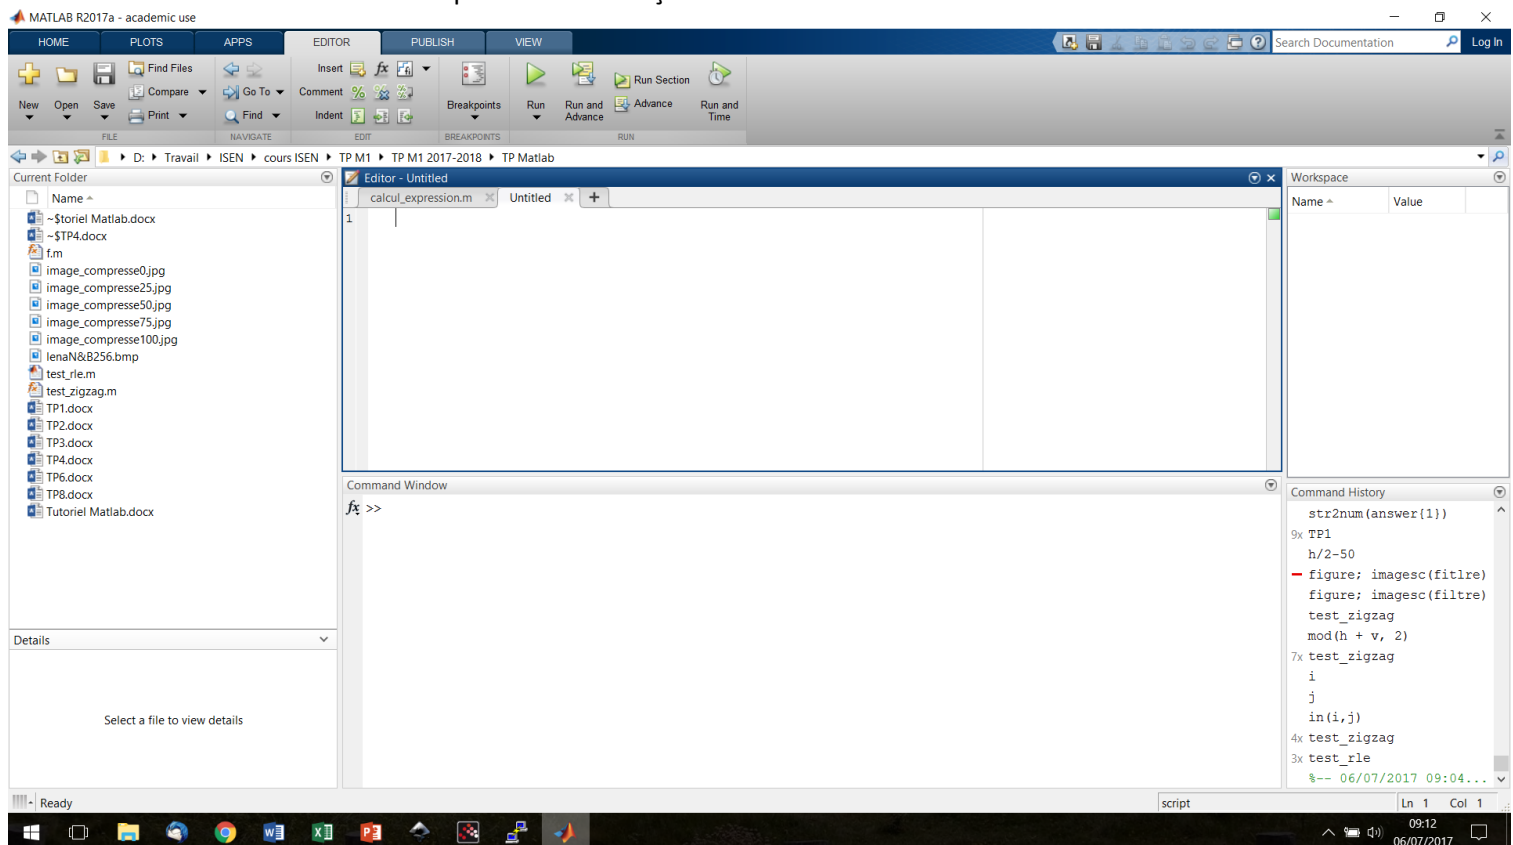 MATLAB R2017a - academic use
HOME PLOTS APPS EDITOR PUBLISH VIEW Search Documentation Log In
Find Files Insert fx
New Open Save Compare Go To Comment Breakpoints Run Run and Advance Run Section Advance Run and Time
Print Find Indent
FILE NAVIGATE EDIT BREAKPOINTS RUN
D: Travail ISEN cours ISEN TP M1 TP M1 2017-2018 TP Matlab
Current Folder
Name
~$toriel Matlab.docx
~$TP4.docx
f.m
image_compresse0.jpg
image_compresse25.jpg
image_compresse50.jpg
image_compresse75.jpg
image_compresse100.jpg
lenaN&B256.bmp
test_rle.m
test_zigzag.m
TP1.docx
TP2.docx
TP3.docx
TP4.docx
TP6.docx
TP8.docx
Tutoriel Matlab.docx
Details
Select a file to view details
Editor - Untitled
calcul_expression.m Untitled
1
Command Window
fx >>
Workspace
Name Value
Command History
str2num(answer{1})
9x TP1
h/2-50
figure; imagesc(fitlre)
figure; imagesc(filtre)
test_zigzag
mod(h + v, 2)
7x test_zigzag
i
j
in(i,j)
4x test_zigzag
3x test_rle
%-- 06/07/2017 09:04...
Ready script Ln 1 Col 1
09:12
06/07/2017